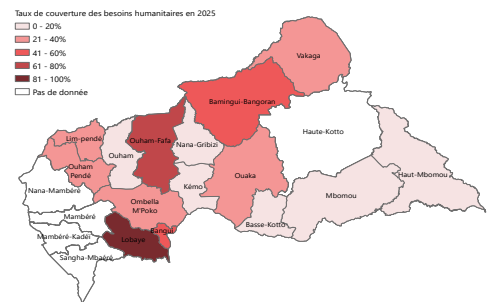 Taux de couverture des besoins humanitaires en 2025
0 - 20%
21 - 40%
41 - 60%
61 - 80%
81 - 100%
Pas de donnée
Vakaga
Bamingui-Bangoran
Haute-Kotto
Lim-pendé
Ouham-Fafa
Nana-Gribizi
Ouham
Ouham
Pendé
Ouaka
Haut-Mbomou
Nana-Mambéré
Kémo
Mbomou
Ombella
M'Poko
Mambéré
Basse-Kotto
Bangui
Mambéré-Kadéï
Lobaye
Sangha-Mbaéré